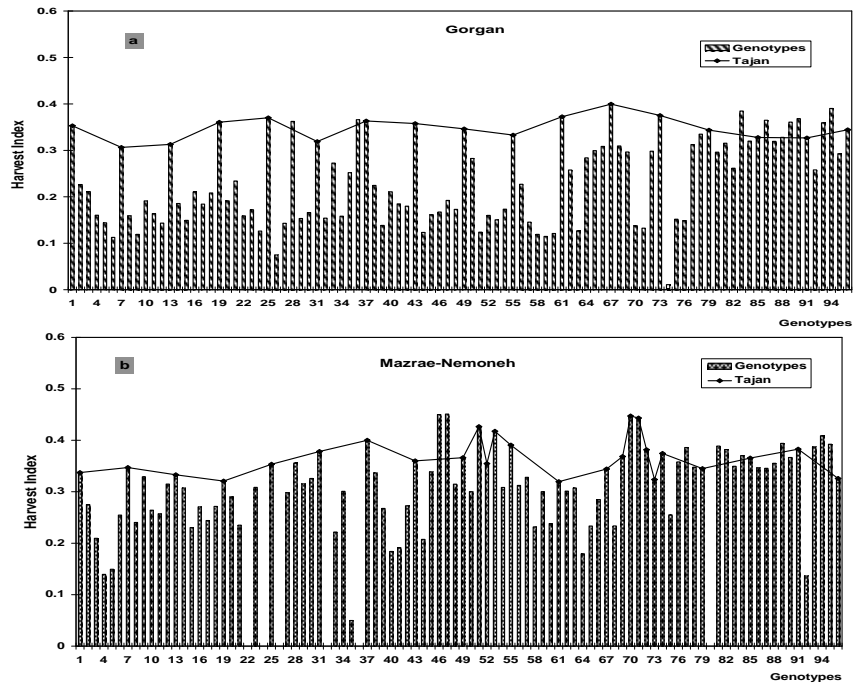 a
Gorgan
Genotypes
Tajan
Harvest Index
0.6
0.5
0.4
0.3
0.2
0.1
0
1 4 7 10 13 16 19 22 25 28 31 34 37 40 43 46 49 52 55 58 61 64 67 70 73 76 79 82 85 88 91 94
Genotypes
b
Mazrae-Nemoneh
Genotypes
Tajan
Harvest Index
0.6
0.5
0.4
0.3
0.2
0.1
0
1 4 7 10 13 16 19 22 25 28 31 34 37 40 43 46 49 52 55 58 61 64 67 70 73 76 79 82 85 88 91 94
Genotypes